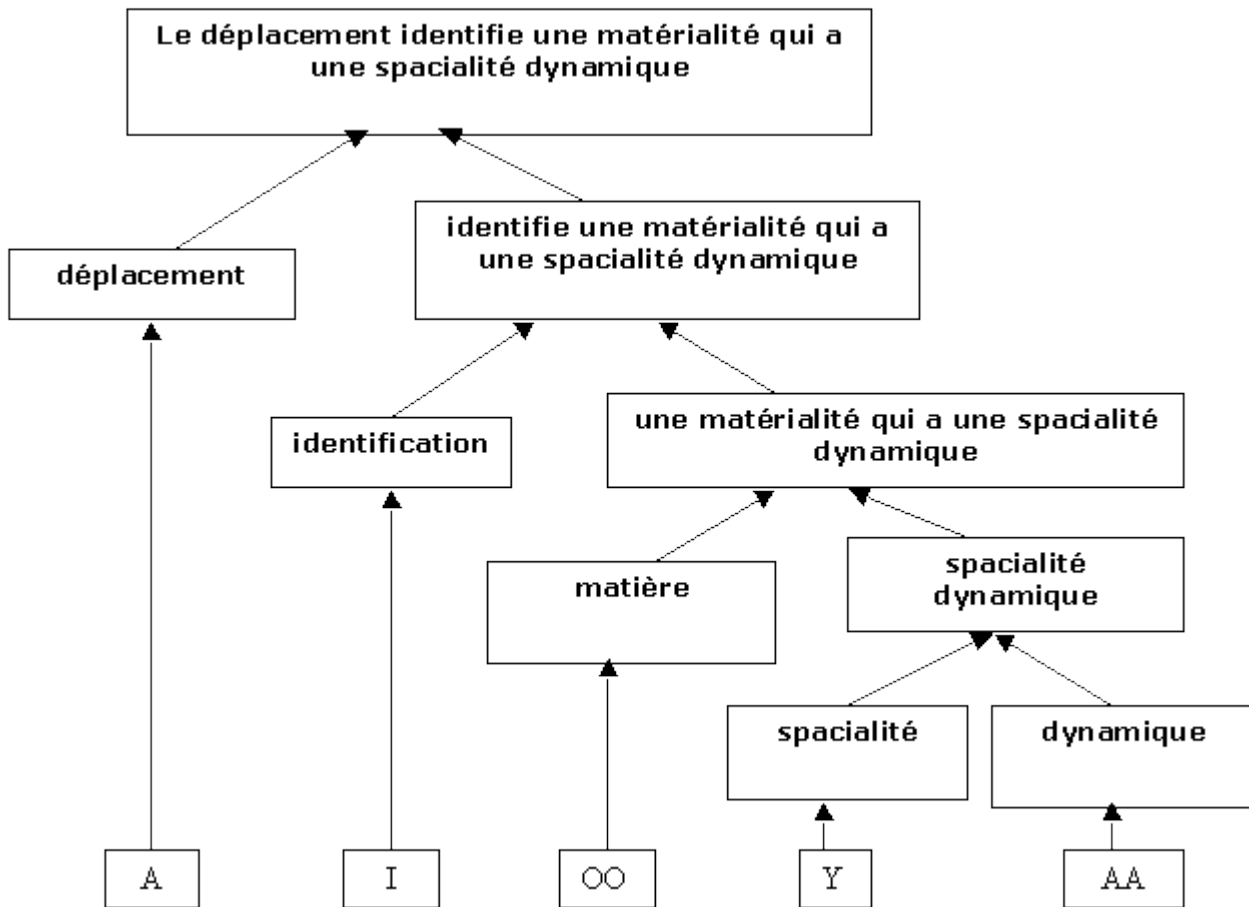 Le déplacement identifie une matérialité qui a
une spacialité dynamique
identifie une matérialité qui a
une spacialité dynamique
déplacement
une matérialité qui a une spacialité
dynamique
identification
spacialité
dynamique
matière
spacialité
dynamique
A
I
OO
Y
AA